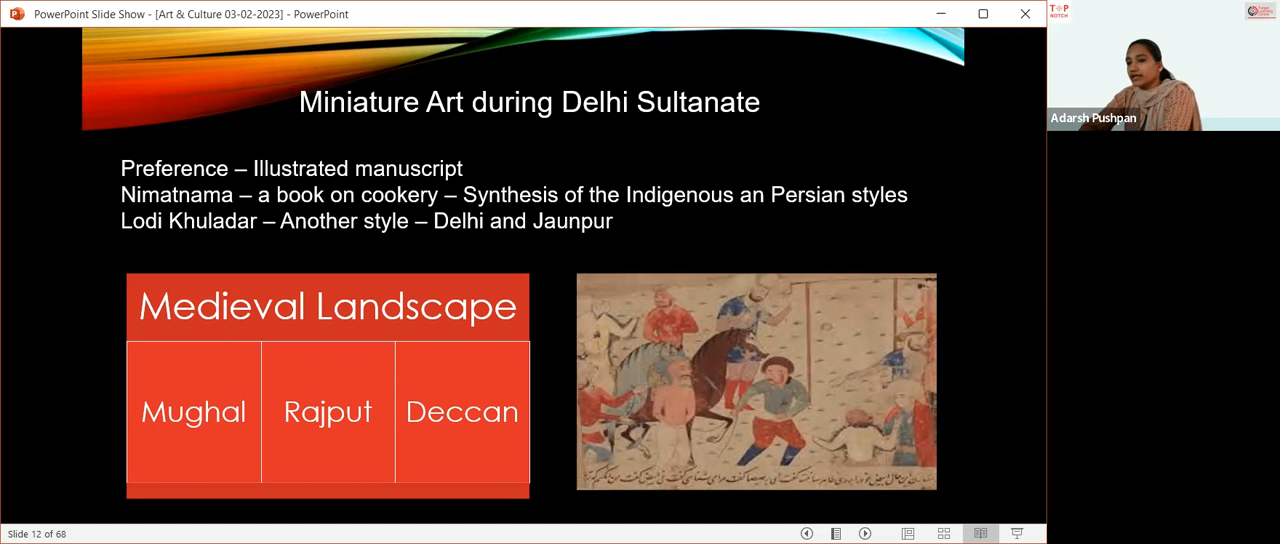 PowerPoint Slide Show - [Art & Culture 03-02-2023] - PowerPoint
T+P
NOTCH
Miniature Art during Delhi Sultanate
Adarsh Pushpan
Preference – Illustrated manuscript
Nimatnama – a book on cookery – Synthesis of the Indigenous an Persian styles
Lodi Khuladar – Another style – Delhi and Jaunpur
Medieval Landscape
Mughal
Rajput
Deccan
Slide 12 of 68